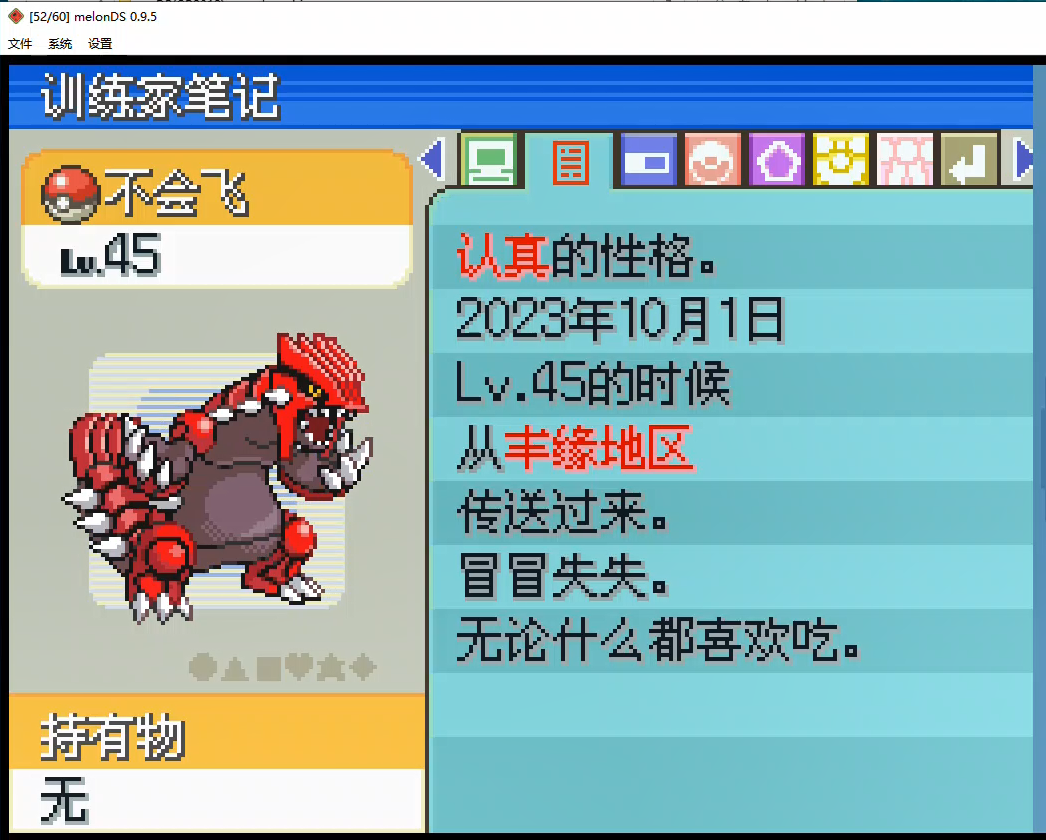 [52/60] melonDS 0.9.5
文件 系统 设置
训练家笔记
不会飞
Lv.45
认真的性格。
2023年10月1日
Lv.45的时候
从丰缘地区
传送过来。
冒冒失失。
无论什么都喜欢吃。
持有物
无